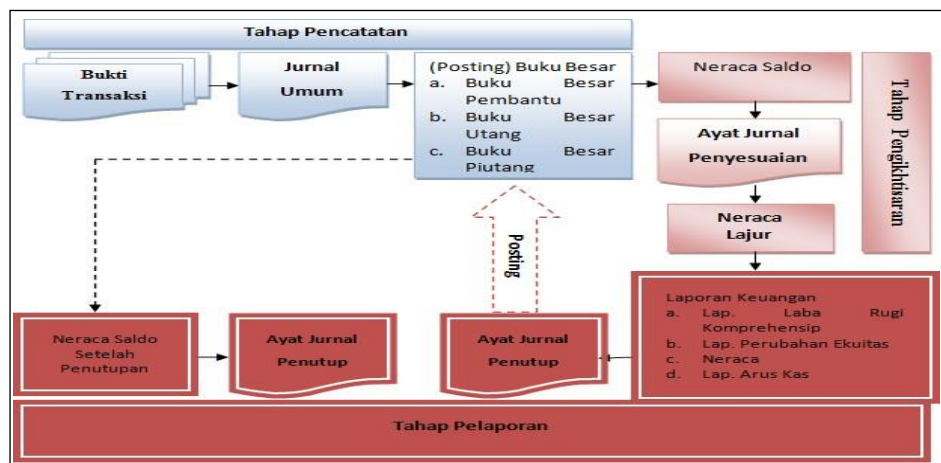 Tahap Pencatatan
Bukti
Transaksi
Jurnal
Umum
(Posting) Buku Besar
a. Buku Besar
Pembantu
b. Buku Besar
Utang
c. Buku Besar
Piutang
Neraca Saldo
Ayat Jurnal
Penyesuaian
Neraca
Lajur
Tahap Pengikhtisaran
Posting
Neraca Saldo
Setelah
Penutupan
Ayat Jurnal
Penutup
Ayat Jurnal
Penutup
Laporan Keuangan
a. Lap. Laba Rugi
Komprehensip
b. Lap. Perubahan Ekuitas
c. Neraca
d. Lap. Arus Kas
Tahap Pelaporan